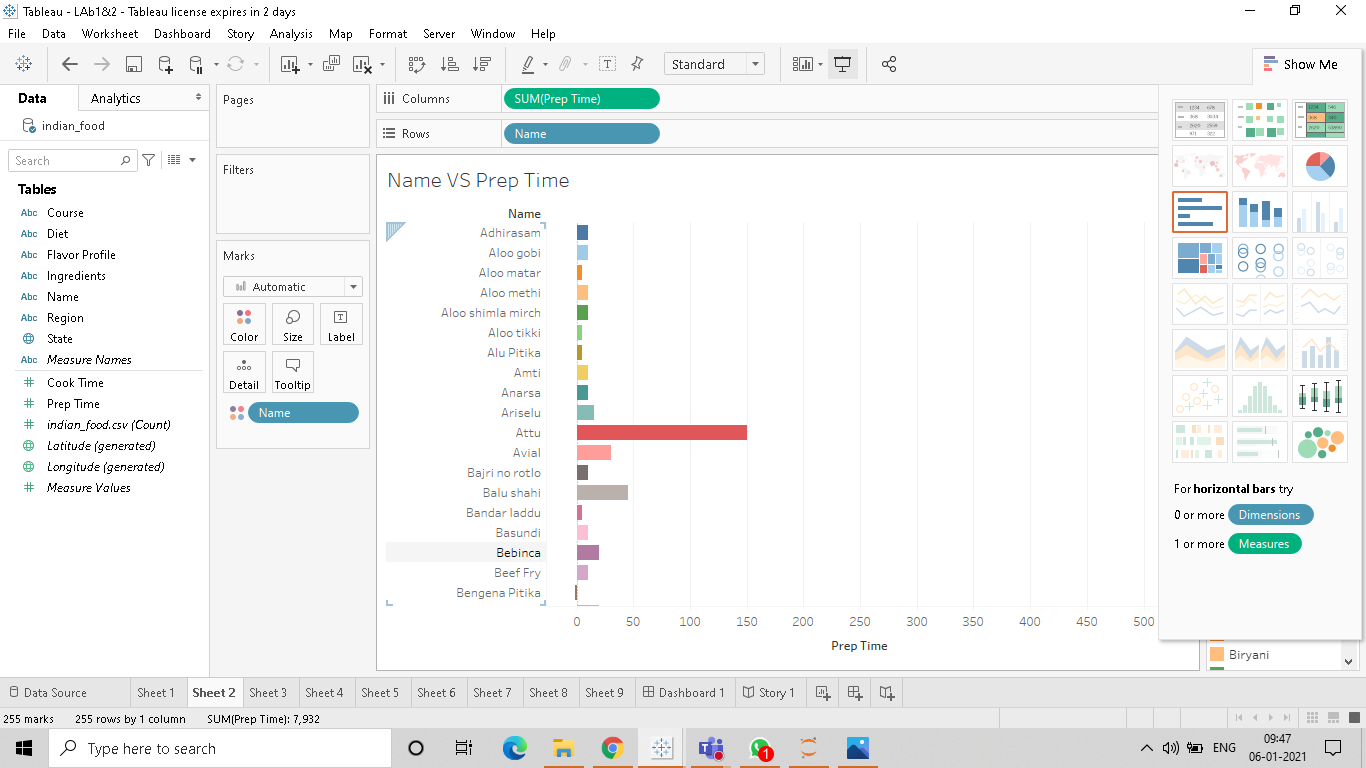 Tableau - LAb1&2 - Tableau license expires in 2 days
File Data Worksheet Dashboard Story Analysis Map Format Server Window Help
Standard
Show Me
Data Analytics
indian_food
Search
Tables
Abc Course
Abc Diet
Abc Flavor Profile
Abc Ingredients
Abc Name
Abc Region
State
Abc Measure Names
Cook Time
Prep Time
indian_food.csv (Count)
Latitude (generated)
Longitude (generated)
Measure Values
Pages
Filters
Marks
Automatic
Color Size Label
Detail Tooltip
Name
Columns SUM(Prep Time)
Rows Name
Name VS Prep Time
Name
Adhirasam
Aloo gobi
Aloo matar
Aloo methi
Aloo shimla mirch
Aloo tikki
Alu Pitika
Amti
Anarsa
Ariselu
Attu
Avial
Bajri no rotlo
Balu shahi
Bandar laddu
Basundi
Bebinca
Beef Fry
Bengena Pitika
0 50 100 150 200 250 300 350 400 450 500
Prep Time
For horizontal bars try
0 or more Dimensions
1 or more Measures
Biryani
Data Source Sheet 1 Sheet 2 Sheet 3 Sheet 4 Sheet 5 Sheet 6 Sheet 7 Sheet 8 Sheet 9 Dashboard 1 Story 1
255 marks 255 rows by 1 column SUM(Prep Time): 7,932
Type here to search
1
ENG
09:47
06-01-2021